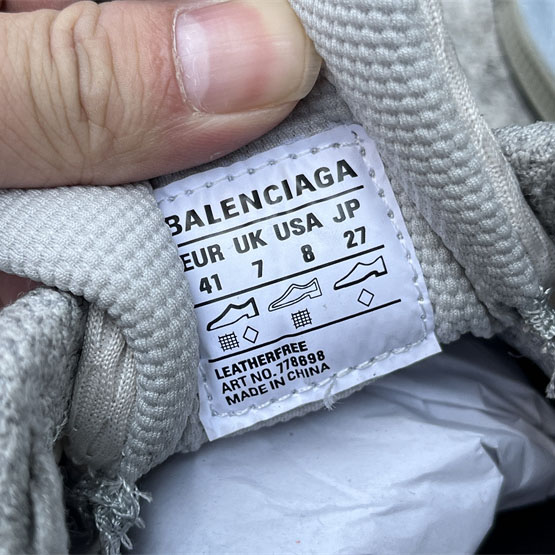 BALENCIAGA
EUR UK USA JP
41 7 8 27
LEATHERFREE
ART NO.778698
MADE IN CHINA